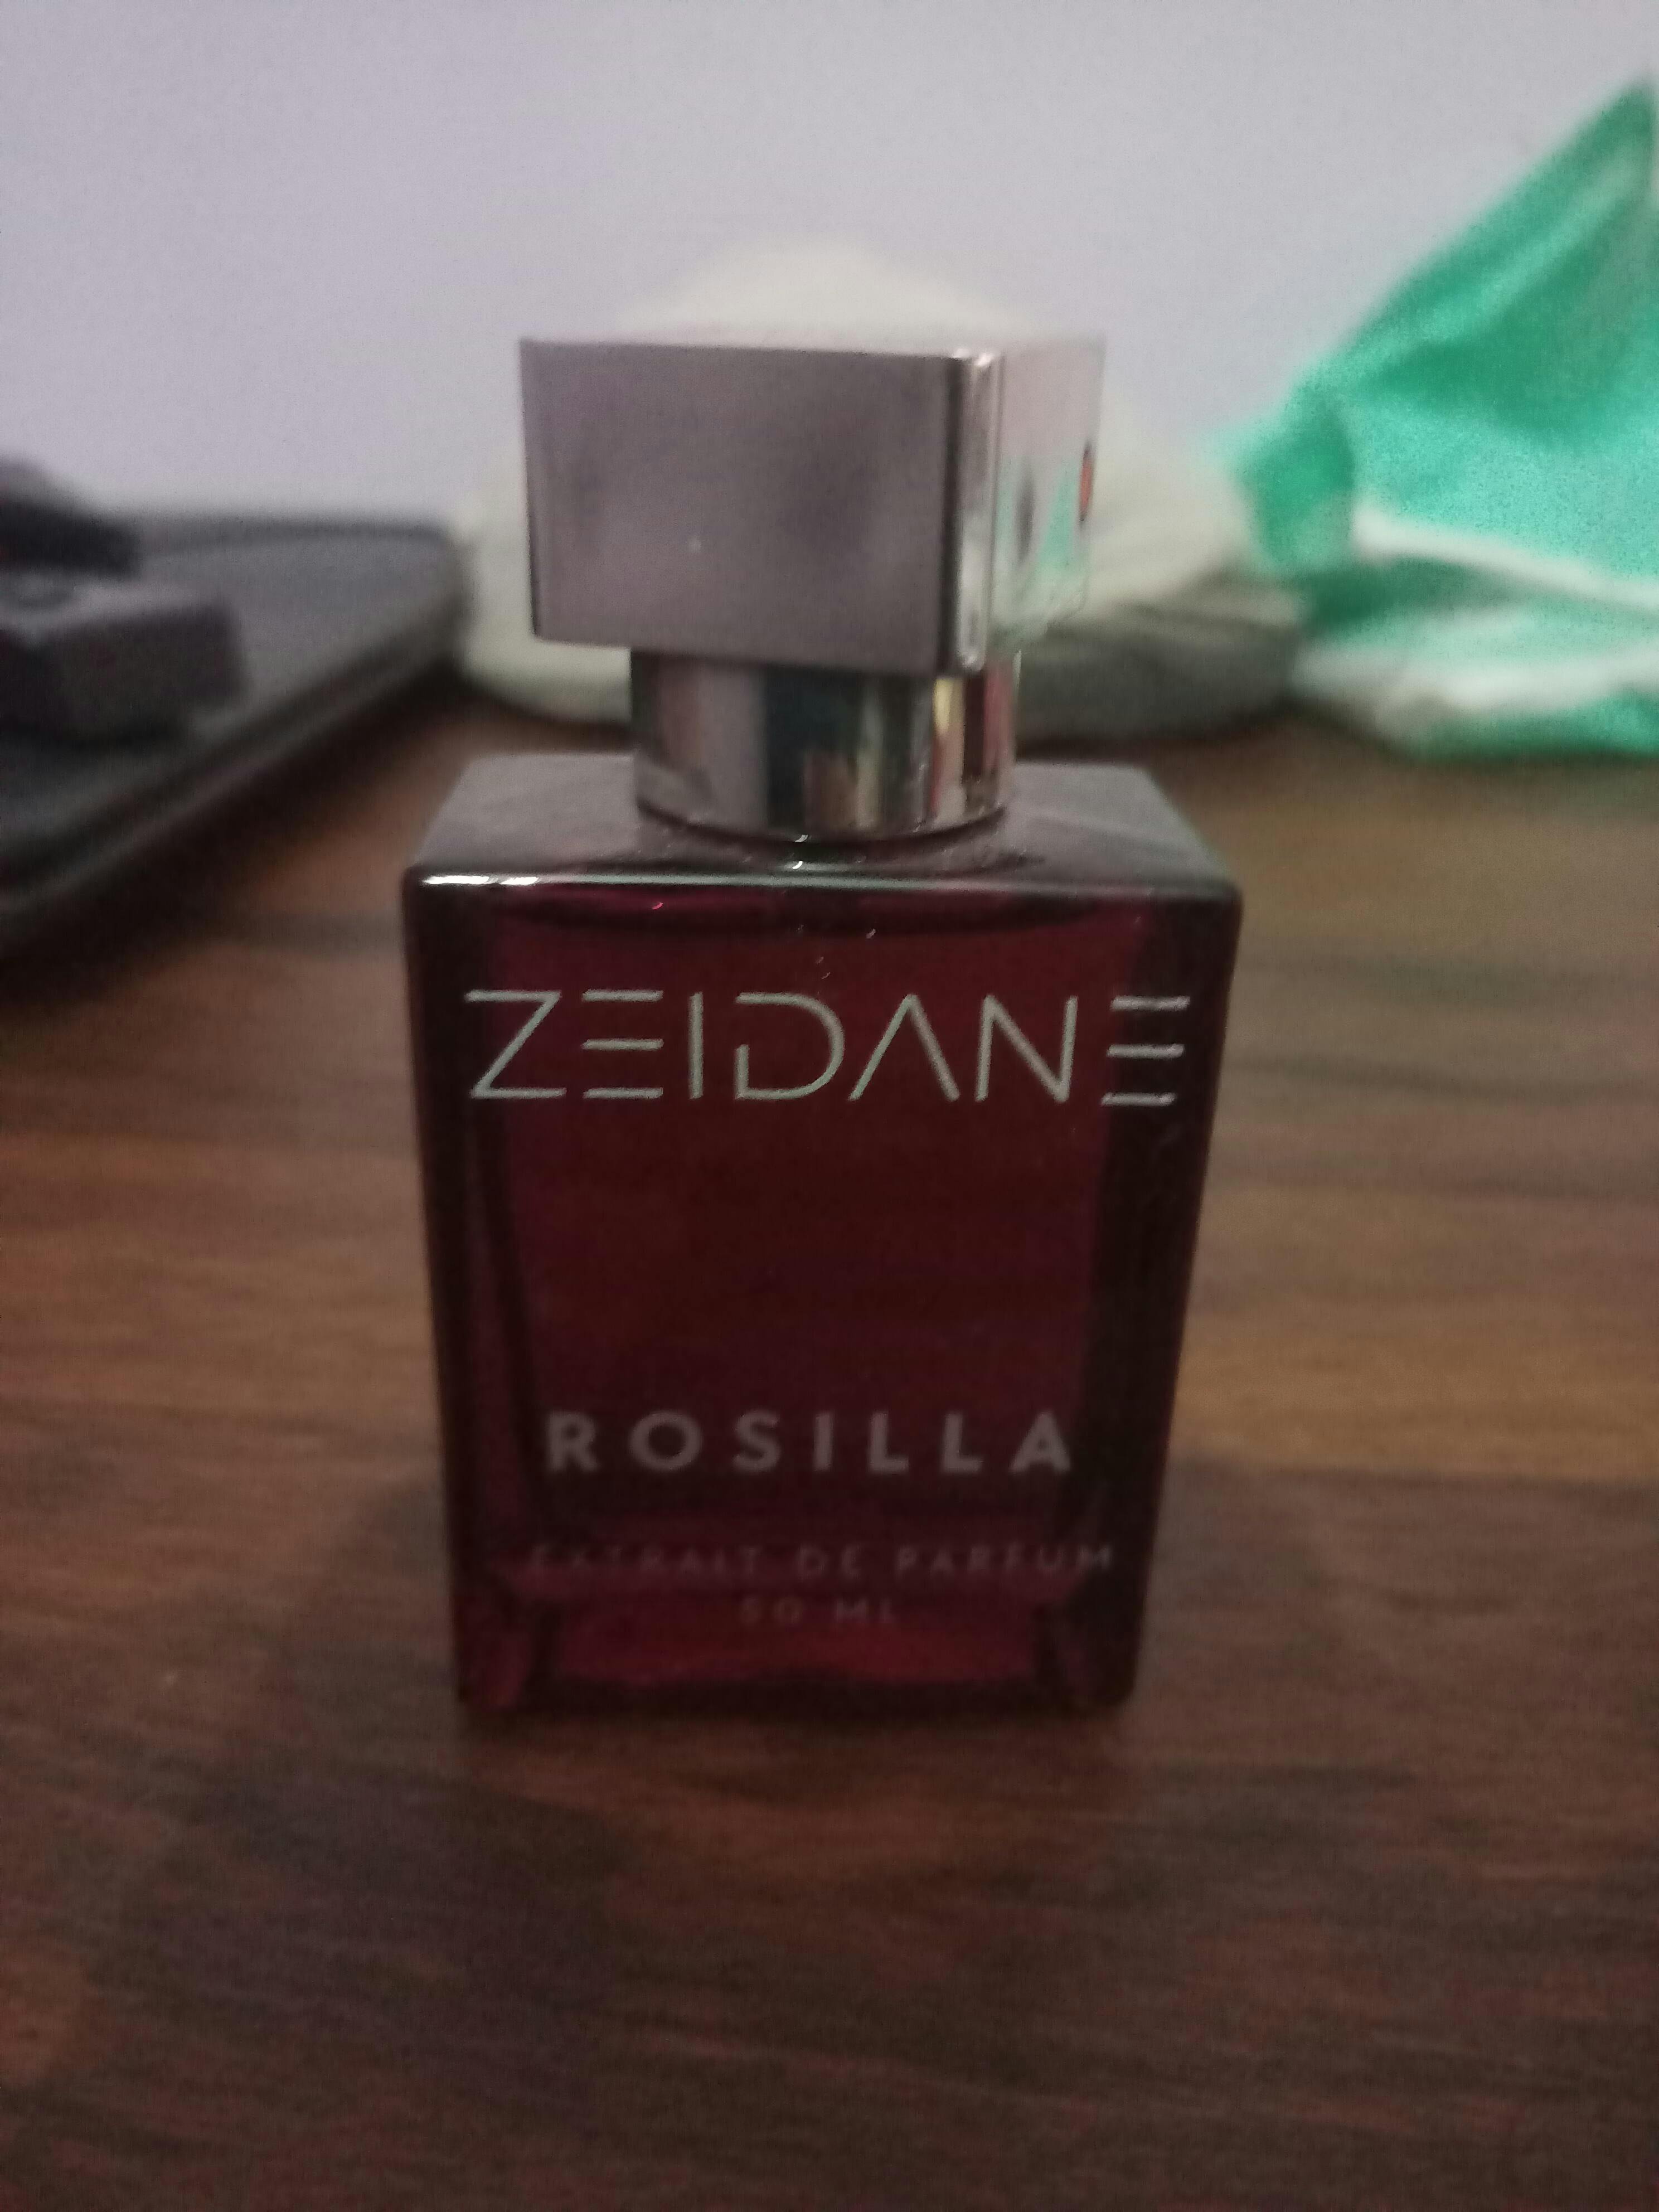 ZEIDANE
ROSILLA
EXTRAIT DE PARFUM
50 ML